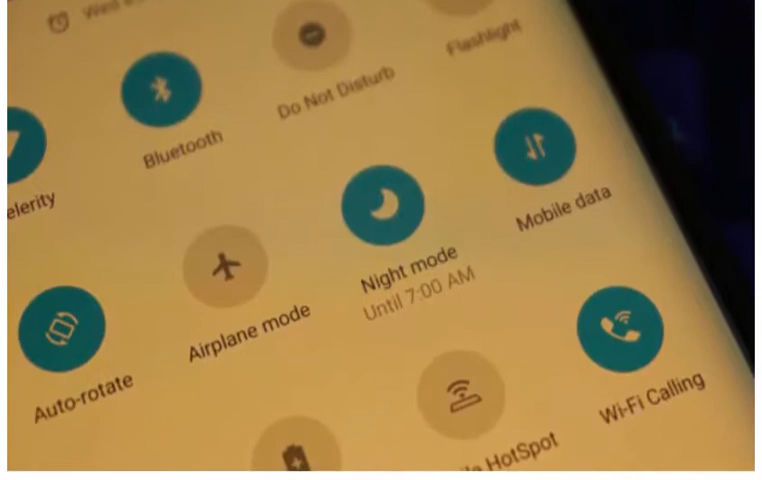 Wed
Do Not Disturb
Flashlight
Bluetooth
elerity
Mobile data
Night mode
Until 7:00 AM
Airplane mode
Auto-rotate
Wi-Fi Calling
HotSpot